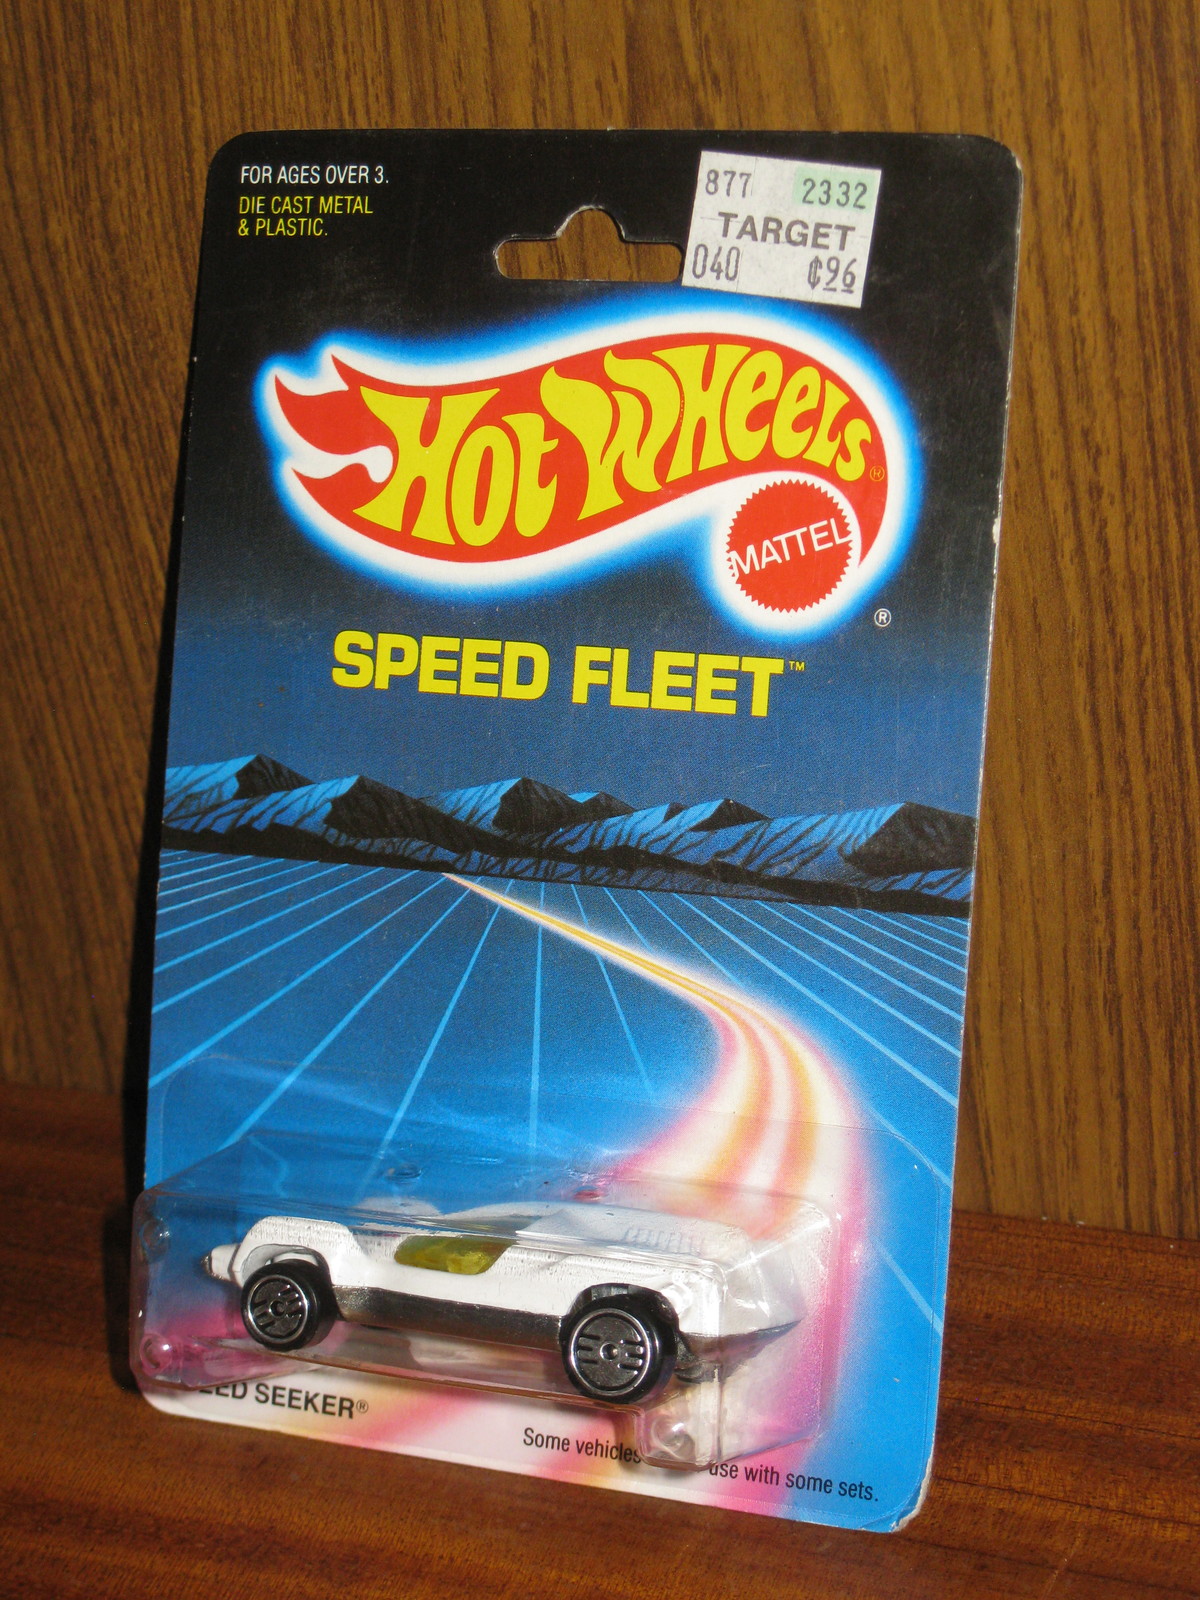 FOR AGES OVER 3.
DIE CAST METAL
& PLASTIC.
877 2332
TARGET
040 ¢96
HOT WHEELS®
MATTEL
®
SPEED FLEET™
SEEKER®
Some vehicles use with some sets.